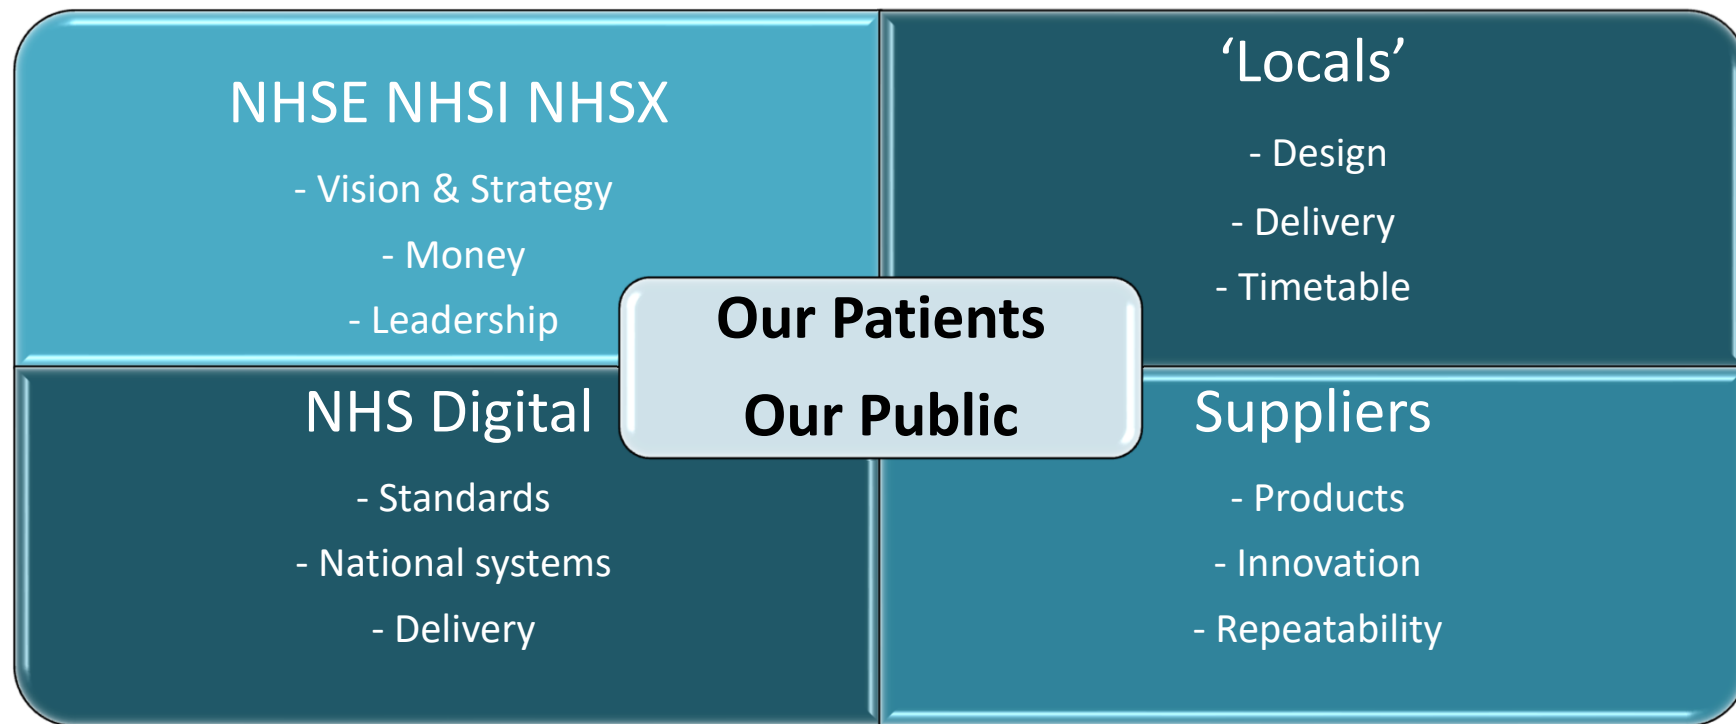 NHSE NHSI NHSX
- Vision & Strategy
- Money
- Leadership
‘Locals’
- Design
- Delivery
- Timetable
Our Patients
Our Public
NHS Digital
- Standards
- National systems
- Delivery
Suppliers
- Products
- Innovation
- Repeatability